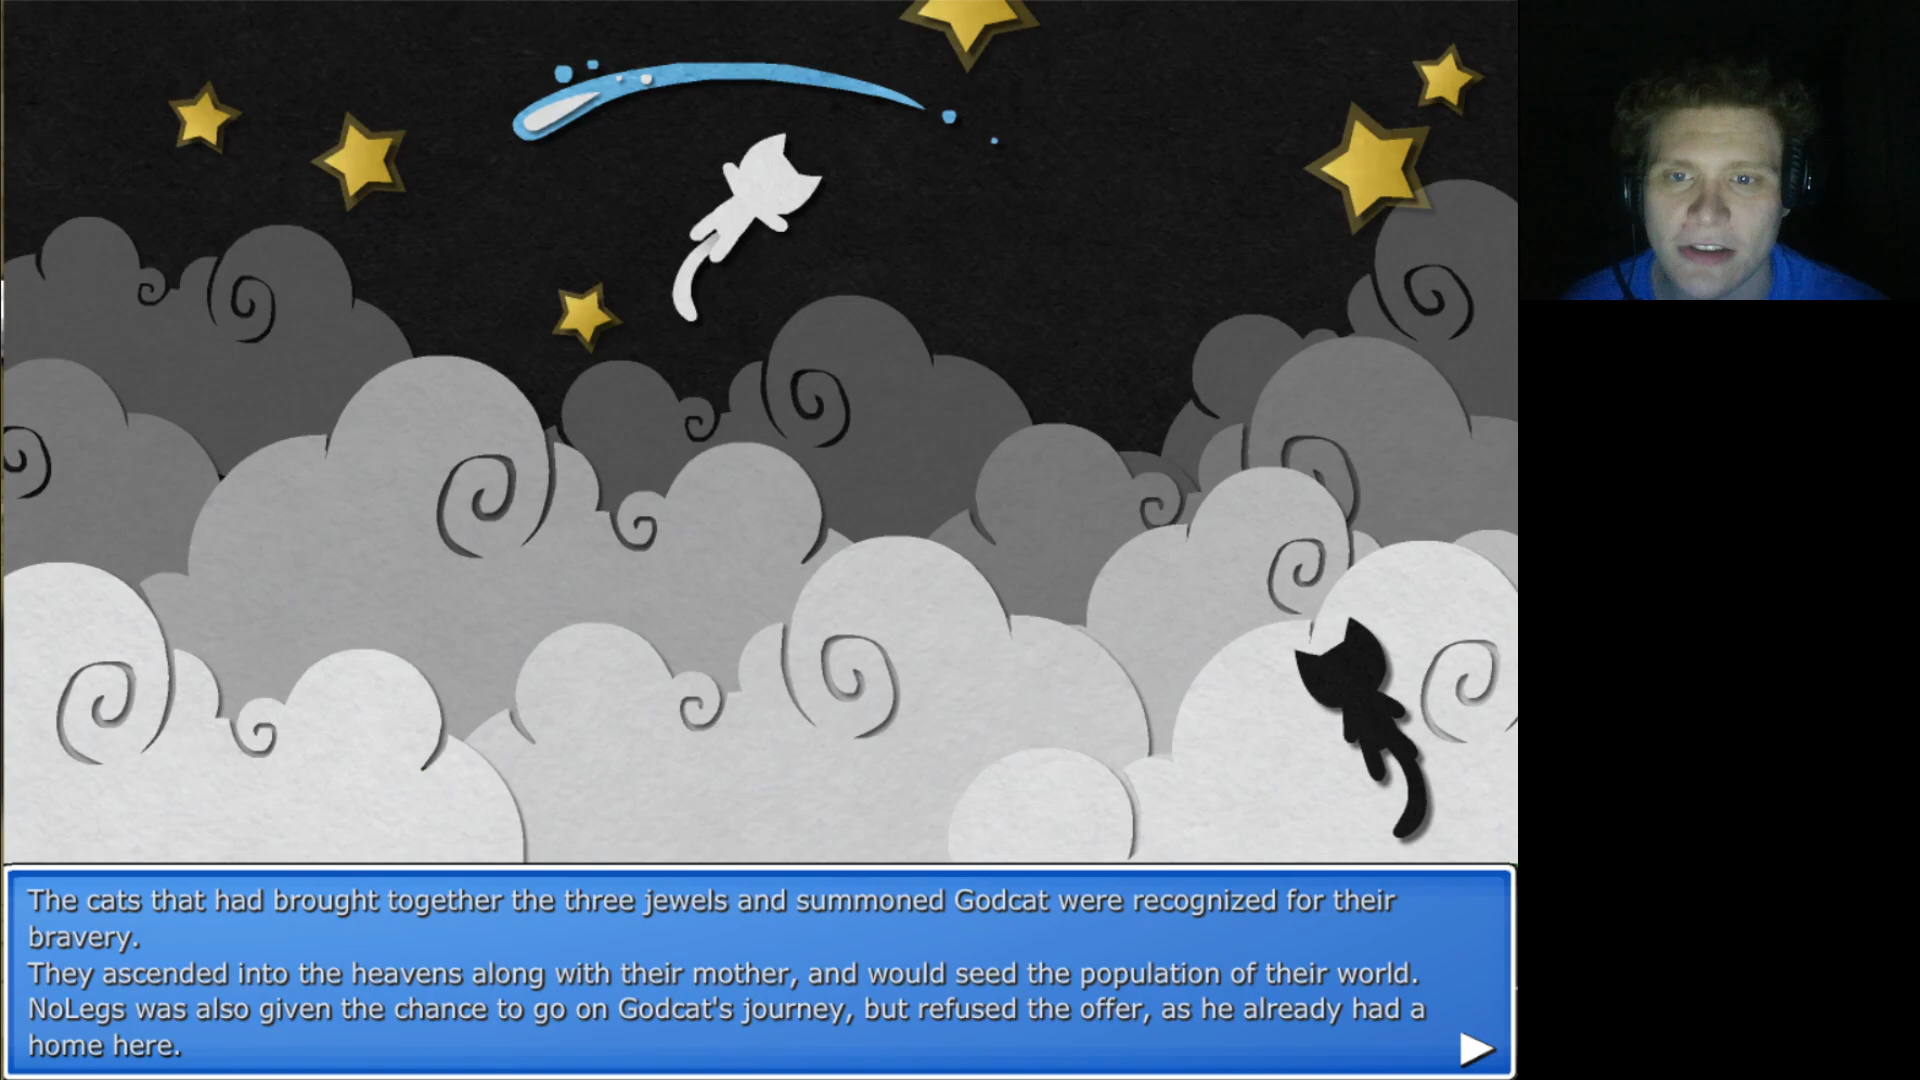 The cats that had brought together the three jewels and summoned Godcat were recognized for their
bravery.
They ascended into the heavens along with their mother, and would seed the population of their world.
NoLegs was also given the chance to go on Godcat's journey, but refused the offer, as he already had a
home here.